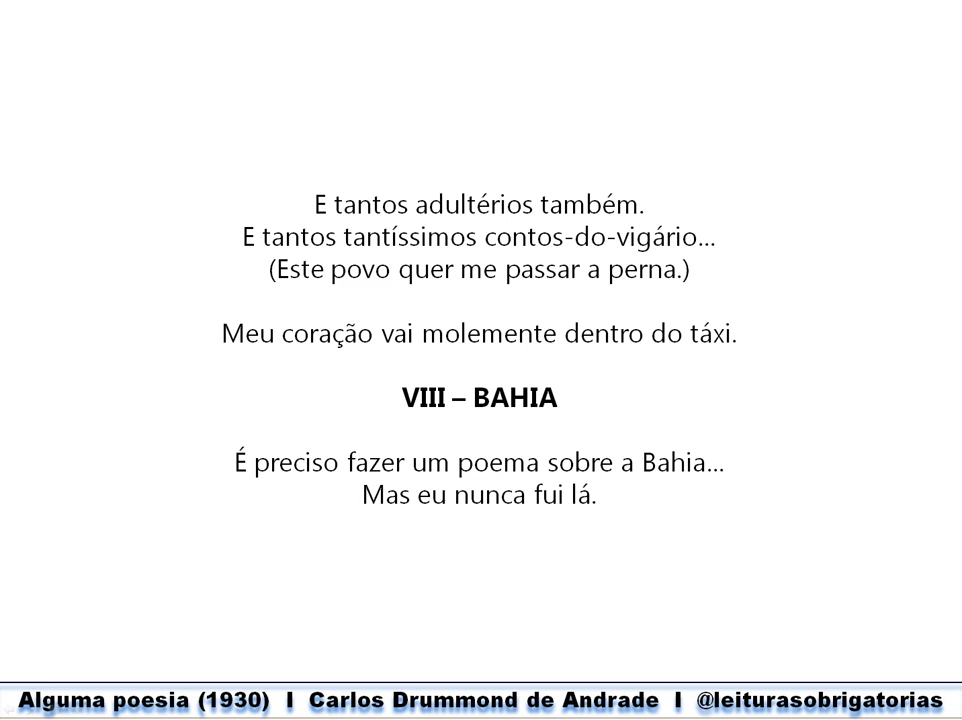 E tantos adultérios também.
E tantos tantíssimos contos-do-vigário...
(Este povo quer me passar a perna.)
Meu coração vai molemente dentro do táxi.
VIII – BAHIA
É preciso fazer um poema sobre a Bahia...
Mas eu nunca fui lá.
Alguma poesia (1930) I Carlos Drummond de Andrade I @leiturasobrigatorias